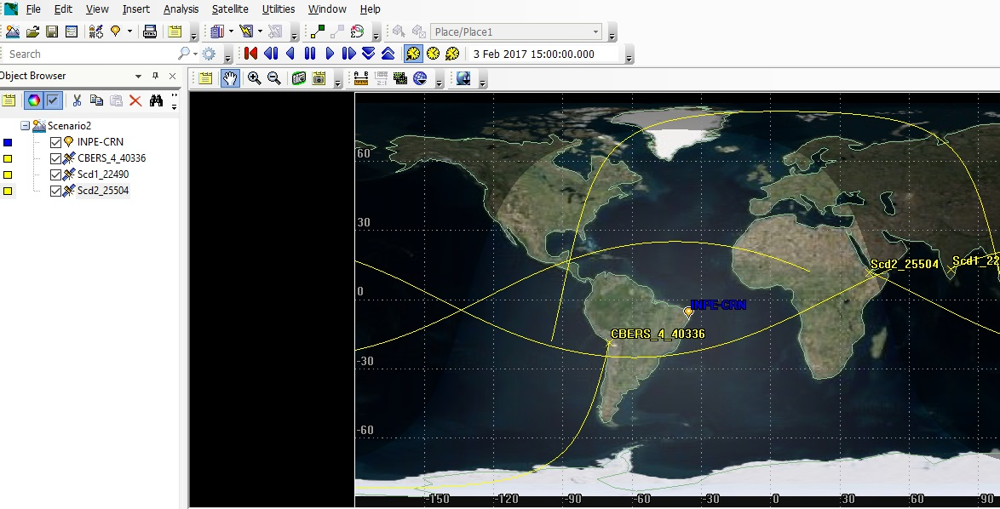 File Edit View Insert Analysis Satellite Utilities Window Help
HTML Place/Place1
Search 3 Feb 2017 15:00:00.000
Object Browser
A B
Scenario2
INPE-CRN
CBERS_4_40336
Scd1_22490
Scd2_25504
60
30
Scd2_25504 Scd1_22
0
INPE-CRN
CBERS_4_40336
-30
-60
-150 -120 -90 -60 -30 0 30 60 90